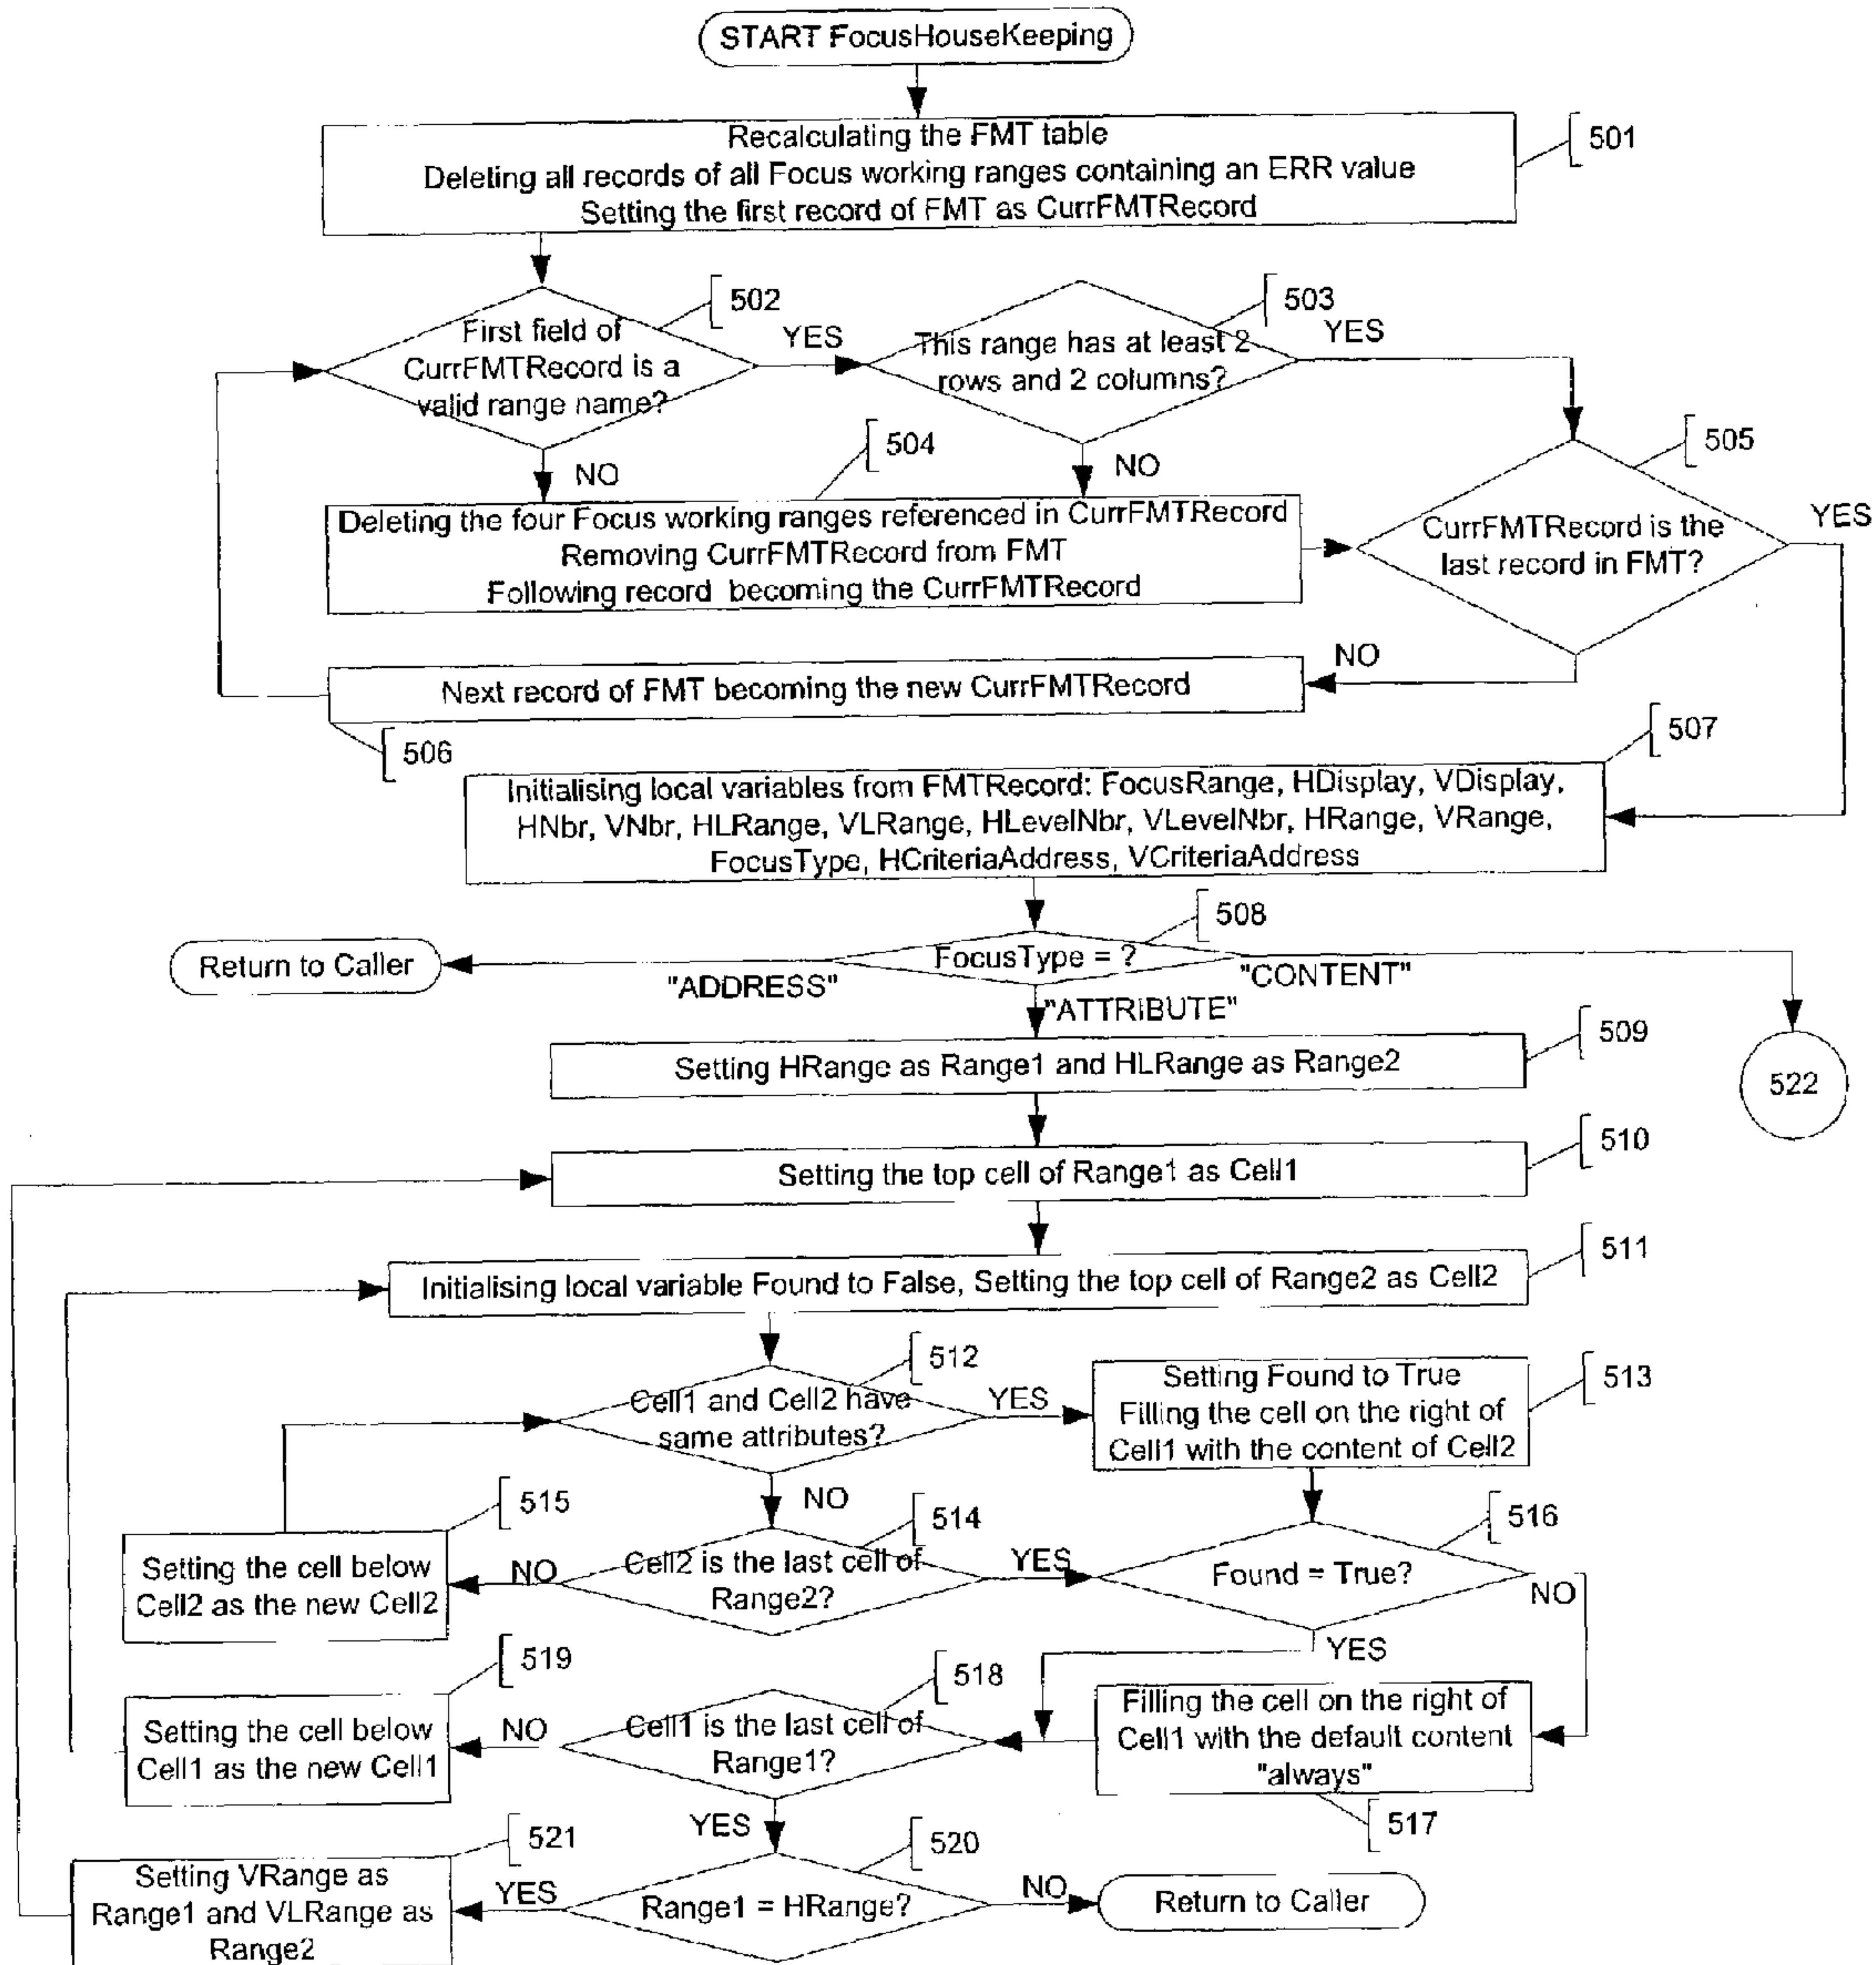 START FocusHouseKeeping
Recalculating the FMT table
Deleting all records of all Focus working ranges containing an ERR value
Setting the first record of FMT as CurrFMTRecord
501
502
First field of
CurrFMTRecord is a
valid range name?
YES
503
This range has at least 2
rows and 2 columns?
YES
504
NO
NO
505
Deleting the four Focus working ranges referenced in CurrFMTRecord
Removing CurrFMTRecord from FMT
Following record becoming the CurrFMTRecord
CurrFMTRecord is the
last record in FMT?
YES
NO
Next record of FMT becoming the new CurrFMTRecord
506
507
Initialising local variables from FMTRecord: FocusRange, HDisplay, VDisplay,
HNbr, VNbr, HLRange, VLRange, HLevelNbr, VLevelNbr, HRange, VRange,
FocusType, HCriteriaAddress, VCriteriaAddress
508
Return to Caller
FocusType = ?
"ADDRESS"
"CONTENT"
"ATTRIBUTE"
509
Setting HRange as Range1 and HLRange as Range2
522
510
Setting the top cell of Range1 as Cell1
511
Initialising local variable Found to False, Setting the top cell of Range2 as Cell2
512
Cell1 and Cell2 have
same attributes?
YES
Setting Found to True
Filling the cell on the right of
Cell1 with the content of Cell2
513
515
NO
514
516
Setting the cell below
Cell2 as the new Cell2
NO
Cell2 is the last cell of
Range2?
YES
Found = True?
NO
YES
519
518
Setting the cell below
Cell1 as the new Cell1
NO
Cell1 is the last cell of
Range1?
Filling the cell on the right of
Cell1 with the default content
"always"
517
YES
521
520
Setting VRange as
Range1 and VLRange as
Range2
YES
Range1 = HRange?
NO
Return to Caller